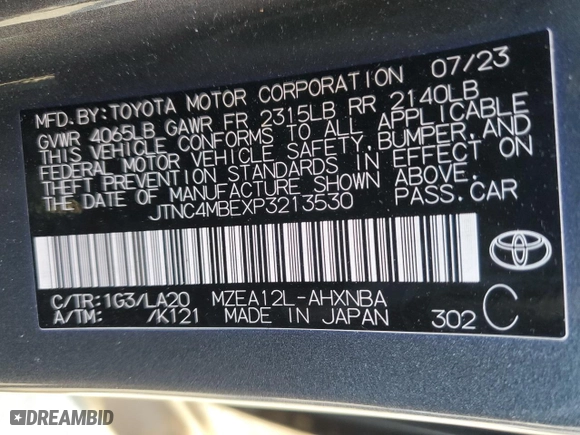 MFD.BY:TOYOTA MOTOR CORPORATION 07/23
GVWR 4065LB GAWR FR 2315LB RR 2140LB
THIS VEHICLE CONFORMS TO ALL APPLICABLE
FEDERAL MOTOR VEHICLE SAFETY,BUMPER,AND
THEFT PREVENTION STANDARDS IN EFFECT ON
DATE OF MANUFACTURE SHOWN ABOVE.
JTNC4MBEXP3213530 PASS.CAR
C/TR:1G3/LA20 MZEA12L-AHXNBA
A/TM: /K121 MADE IN JAPAN 302 C
TOYOTA
DREAMBID